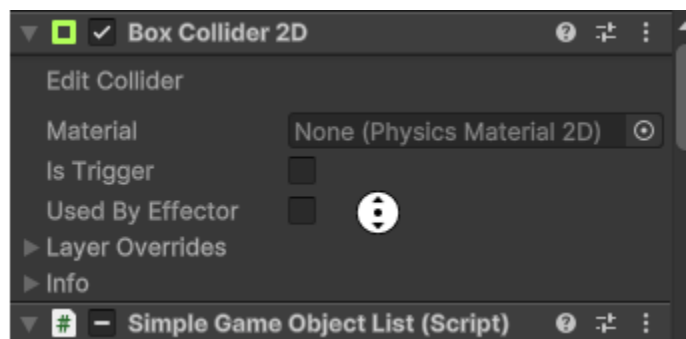 Box Collider 2D
Edit Collider
Material None (Physics Material 2D)
Is Trigger
Used By Effector
Layer Overrides
Info
# Simple Game Object List (Script)